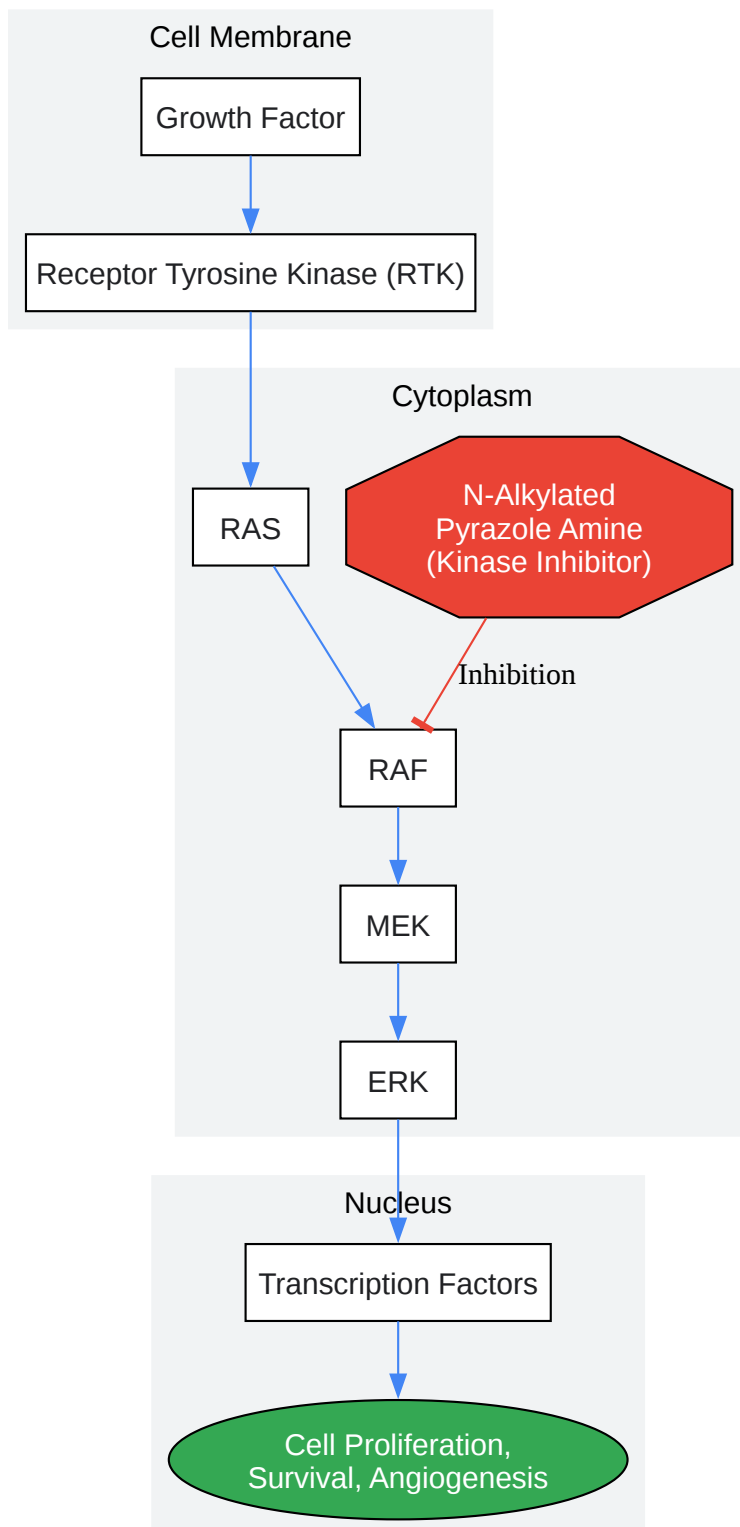 Cell Membrane
Growth Factor
Receptor Tyrosine Kinase (RTK)
Cytoplasm
RAS
N-Alkylated
Pyrazole Amine
(Kinase Inhibitor)
Inhibition
RAF
MEK
ERK
Nucleus
Transcription Factors
Cell Proliferation,
Survival, Angiogenesis